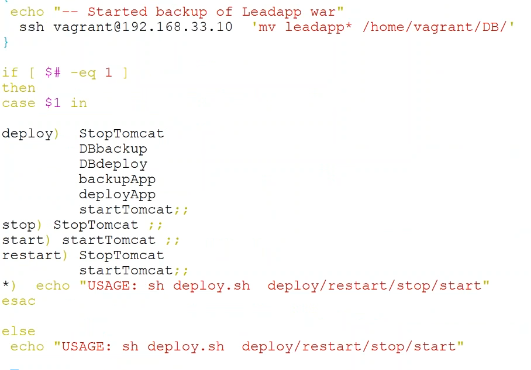 {
echo "-- Started backup of Leadapp war"
ssh vagrant@192.168.33.10  'mv leadapp* /home/vagrant/DB/'
}
if [ $# -eq 1 ]
then
case $1 in
deploy)  StopTomcat
DBbackup
DBdeploy
backupApp
deployApp
startTomcat;;
stop) StopTomcat ;;
start) startTomcat ;;
restart) StopTomcat
startTomcat;;
*)  echo "USAGE: sh deploy.sh  deploy/restart/stop/start"
esac
else
echo "USAGE: sh deploy.sh  deploy/restart/stop/start"